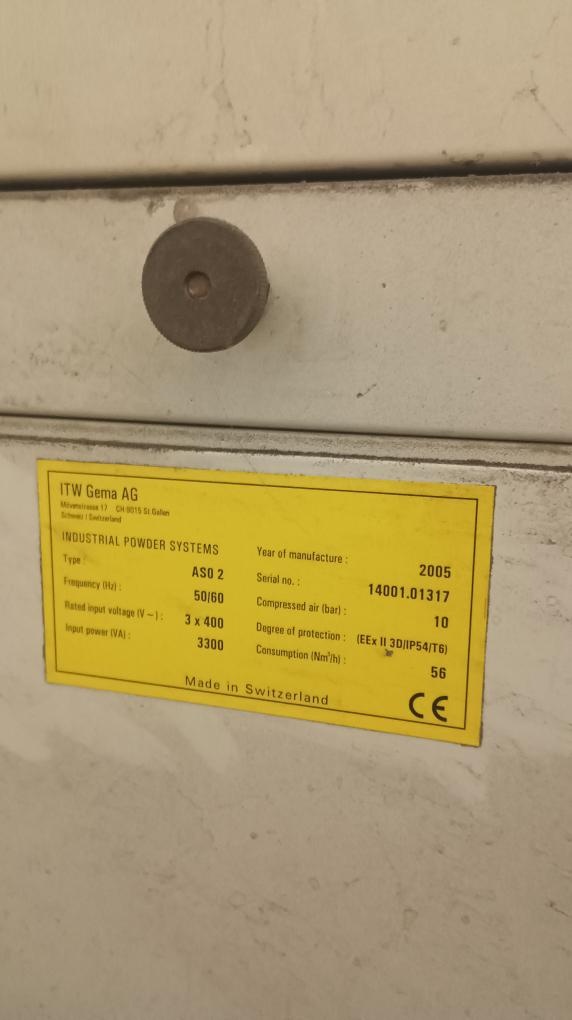 ITW Gema AG
Mövenstrasse 17 CH-9015 St.Gallen
Schweiz / Switzerland
INDUSTRIAL POWDER SYSTEMS
Type : ASO 2
Frequency (Hz) : 50/60
Rated input voltage (V ~) : 3 x 400
Input power (VA) : 3300
Year of manufacture : 2005
Serial no. : 14001.01317
Compressed air (bar) : 10
Degree of protection : (EEx II 3D/IP54/T6)
Consumption (Nm³/h) : 56
Made in Switzerland
CE